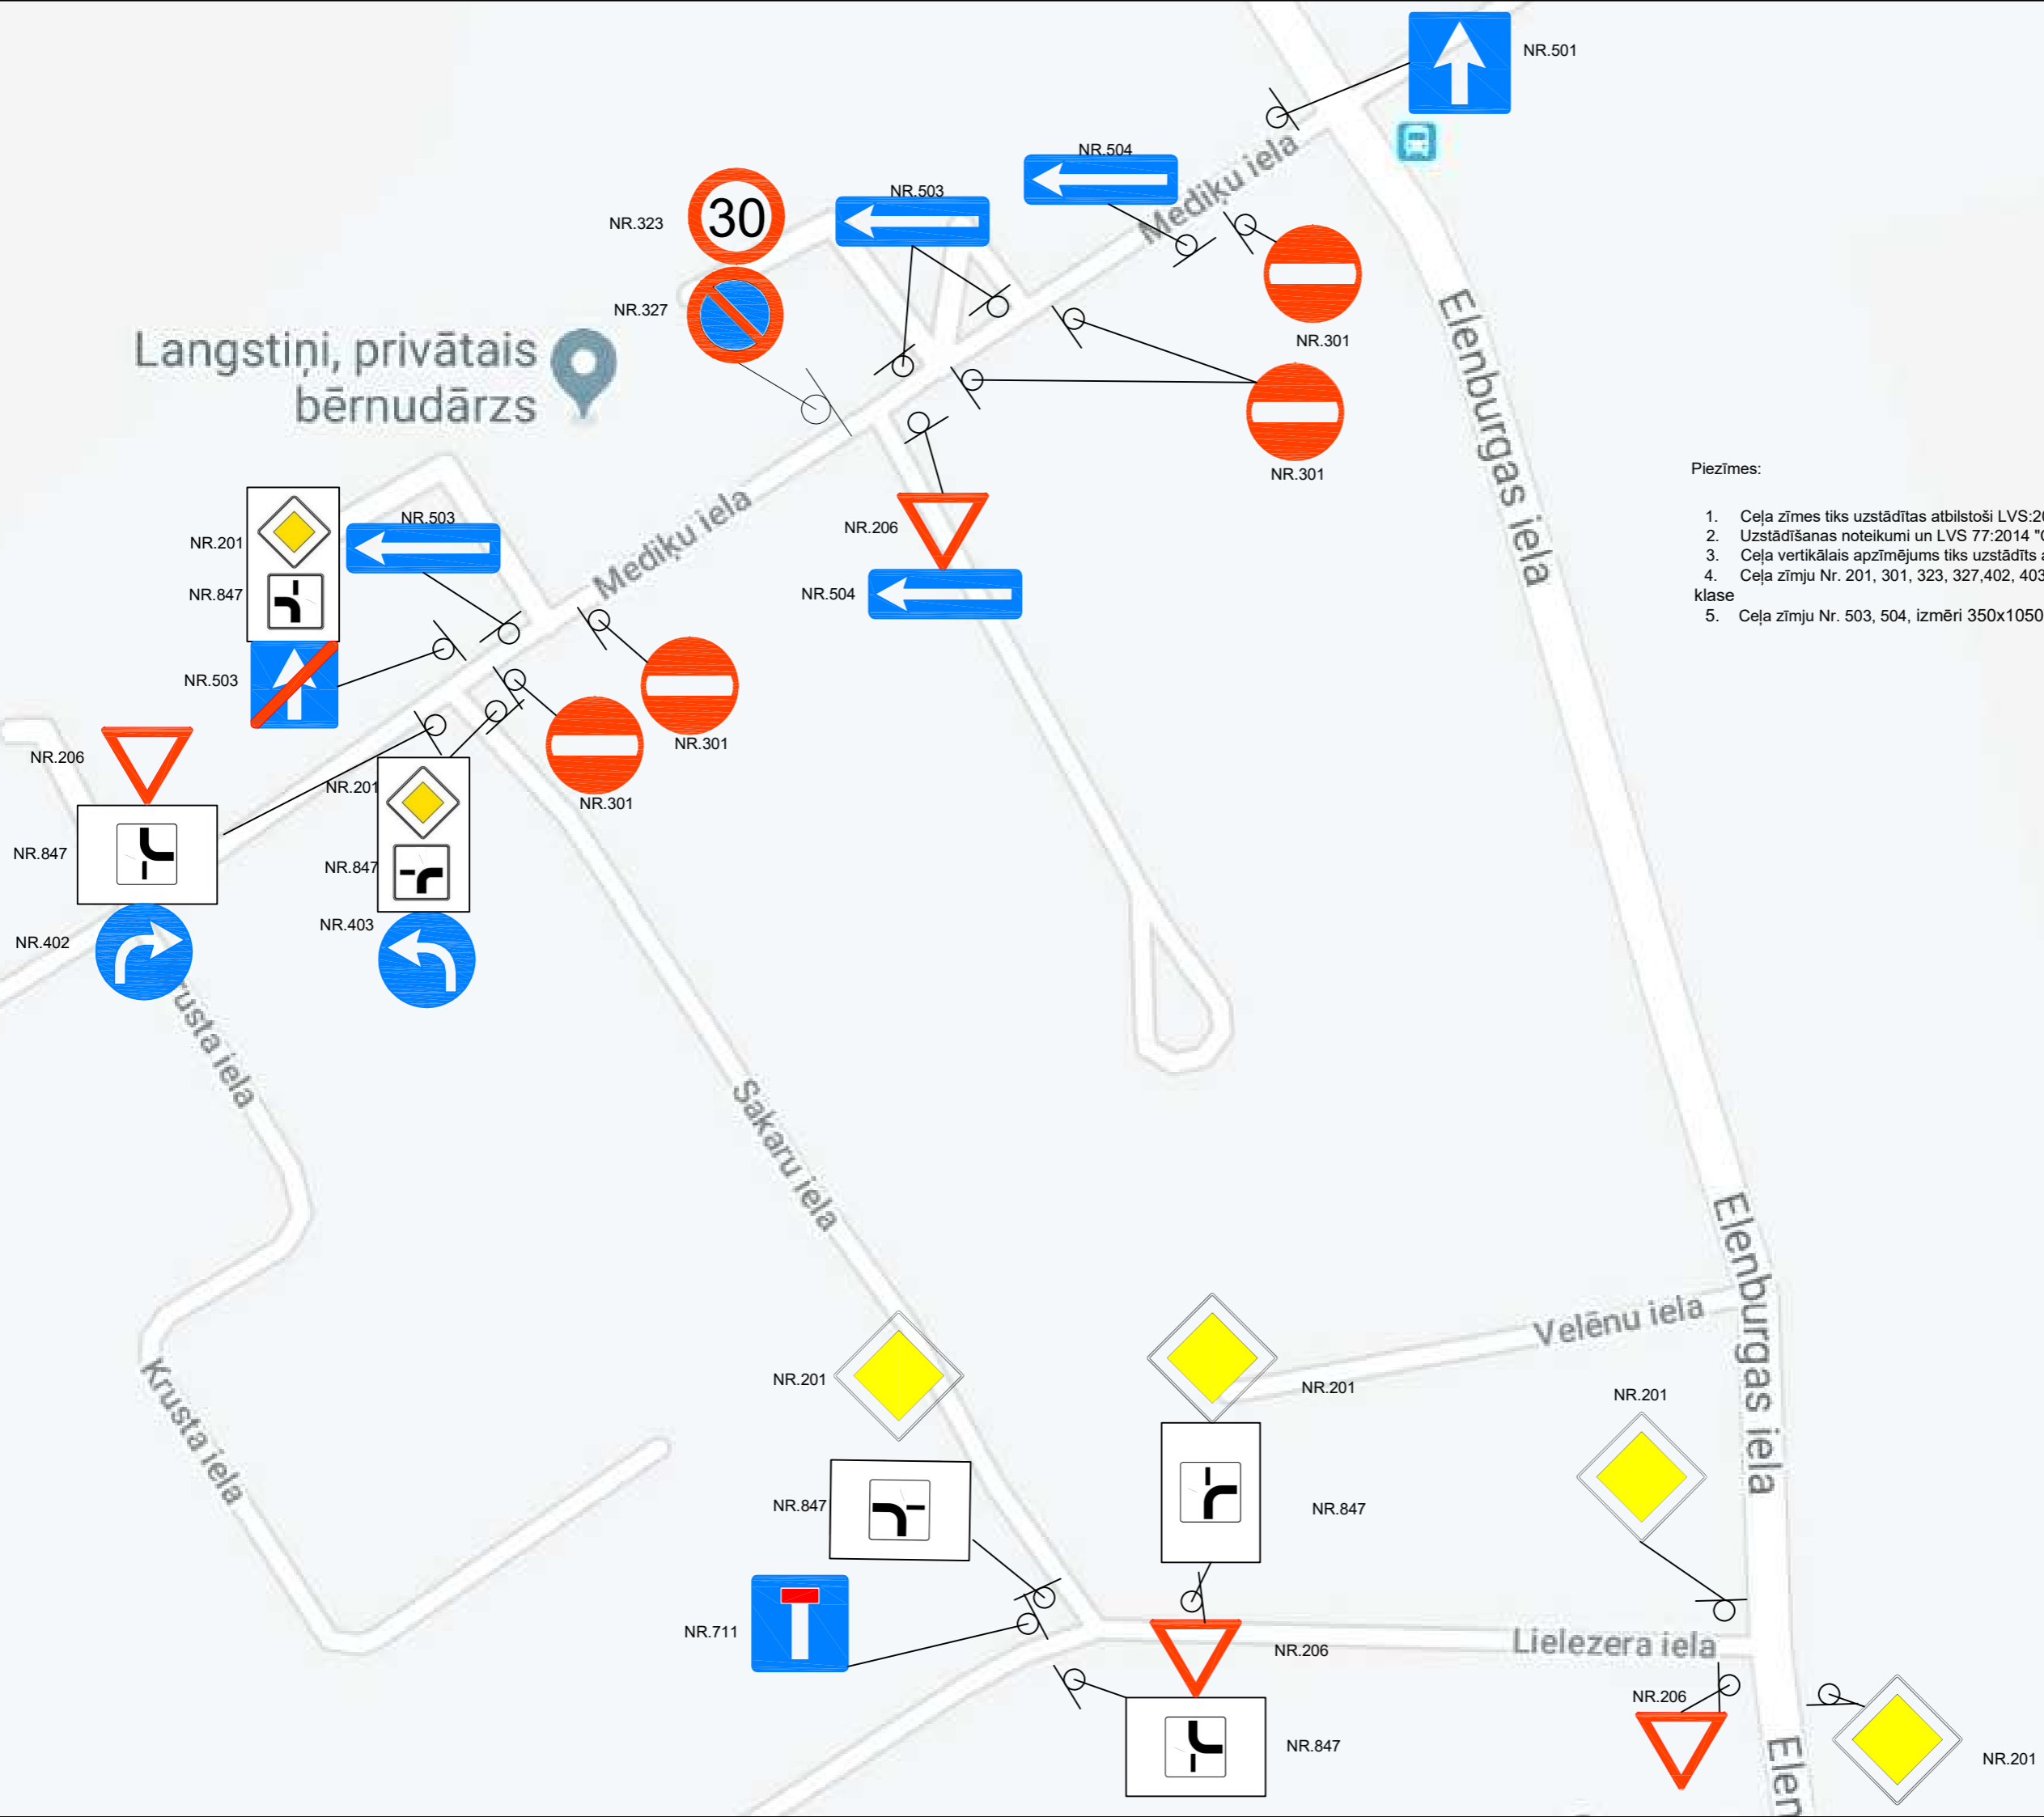 NR.501
NR.504
Mediķu iela
NR.503
NR.323
30
NR.327
NR.301
Elenburgas iela
Langstiņi, privātais
bērnudārzs
NR.301
Piezīmes:
1. Ceļa zīmes tiks uzstādītas atbilstoši
2. Uzstādīšanas noteikumi un LVS 77:2014
3. Ceļa vertikālais apzīmējums tiks uzstādīts
4. Ceļa zīmju Nr. 201, 301, 323, 327,402, 403
klase
5. Ceļa zīmju Nr. 503, 504, izmēri 350x1050
NR.206
NR.504
Mediķu iela
NR.503
NR.201
NR.847
NR.503
NR.301
NR.301
NR.206
NR.201
NR.847
NR.847
NR.403
NR.402
rusta iela
Sakaru iela
Elenburgas iela
Velēnu iela
Krusta iela
NR.201
NR.201
NR.201
NR.847
NR.847
NR.711
Lielezera iela
NR.206
NR.206
NR.847
NR.201
Elen